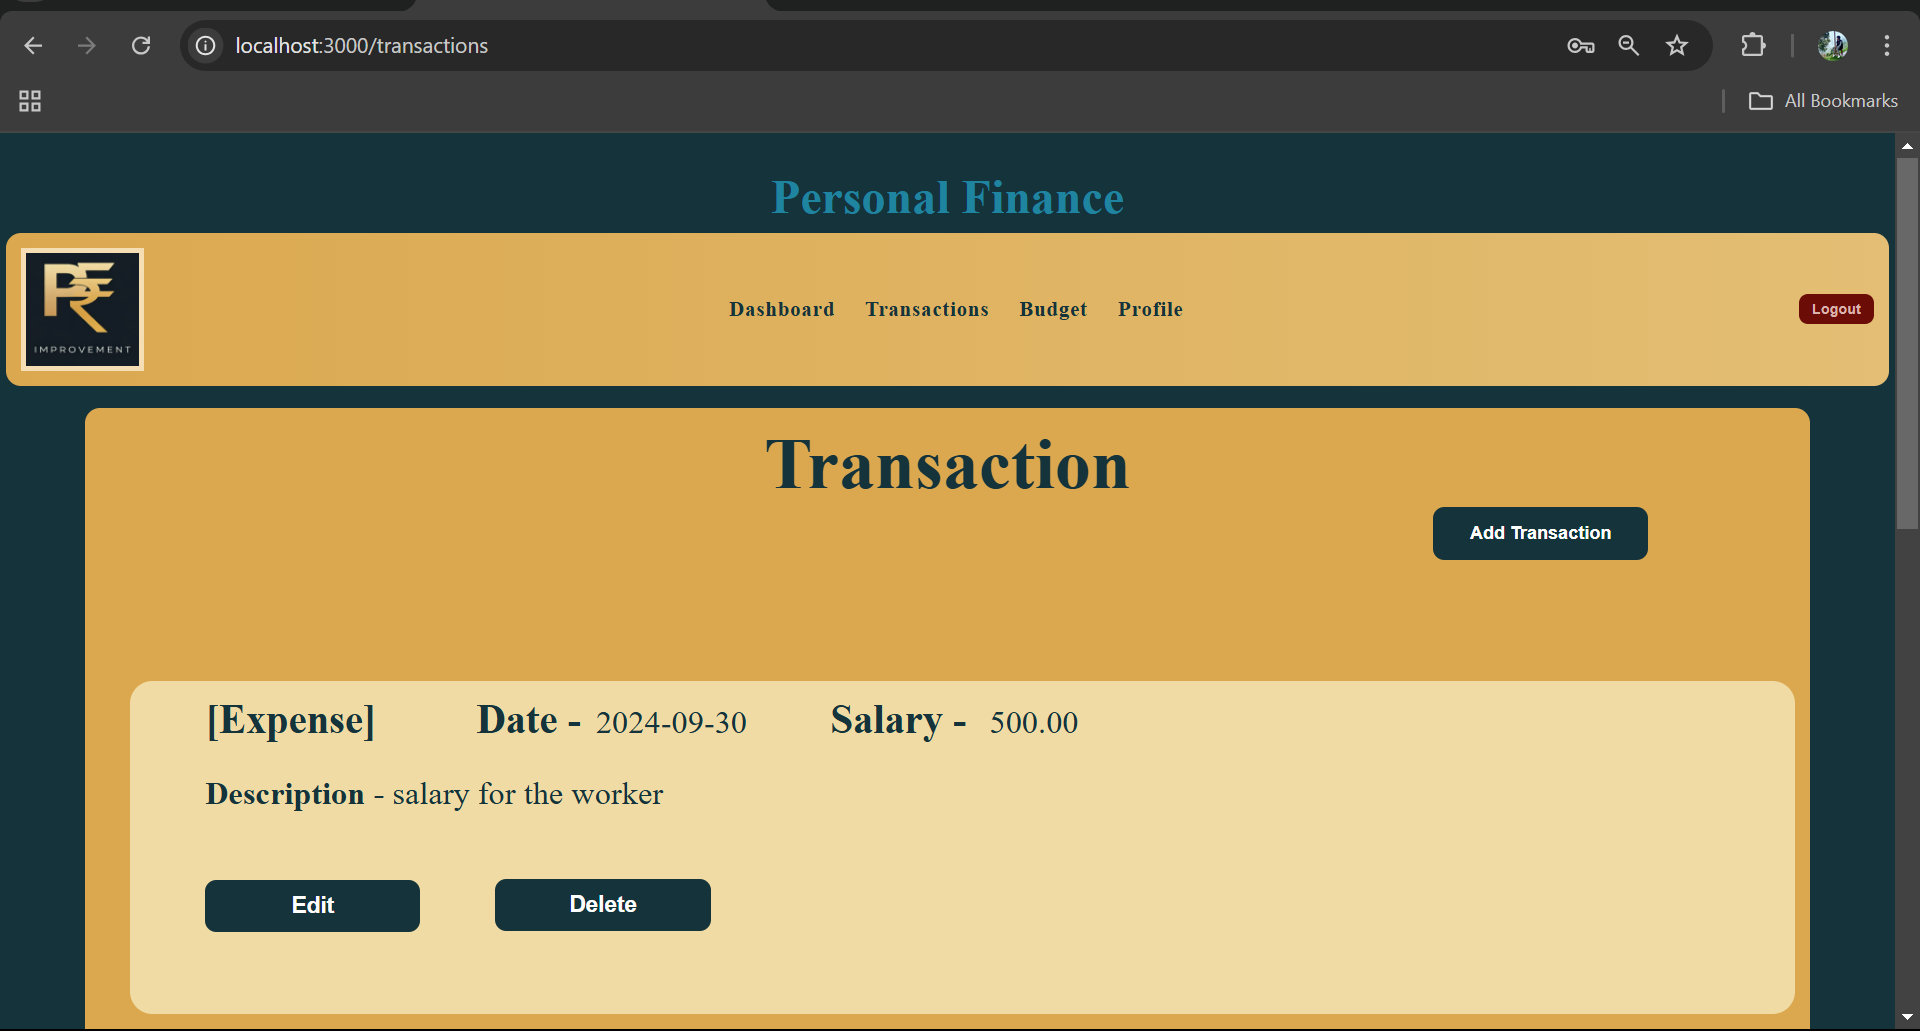 localhost:3000/transactions
All Bookmarks
Personal Finance
IMPROVEMENT
Dashboard Transactions Budget Profile
Logout
Transaction
Add Transaction
[Expense] Date - 2024-09-30 Salary - 500.00
Description - salary for the worker
Edit Delete